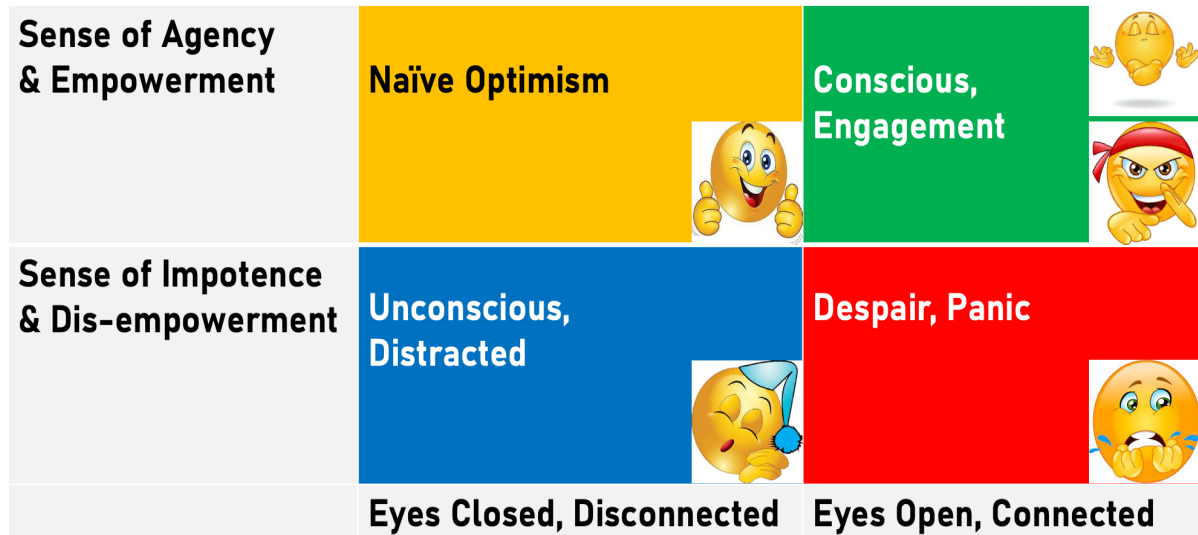 Sense of Agency
& Empowerment
Naïve Optimism
Conscious,
Engagement
Sense of Impotence
& Dis-empowerment
Unconscious,
Distracted
Despair, Panic
Eyes Closed, Disconnected
Eyes Open, Connected